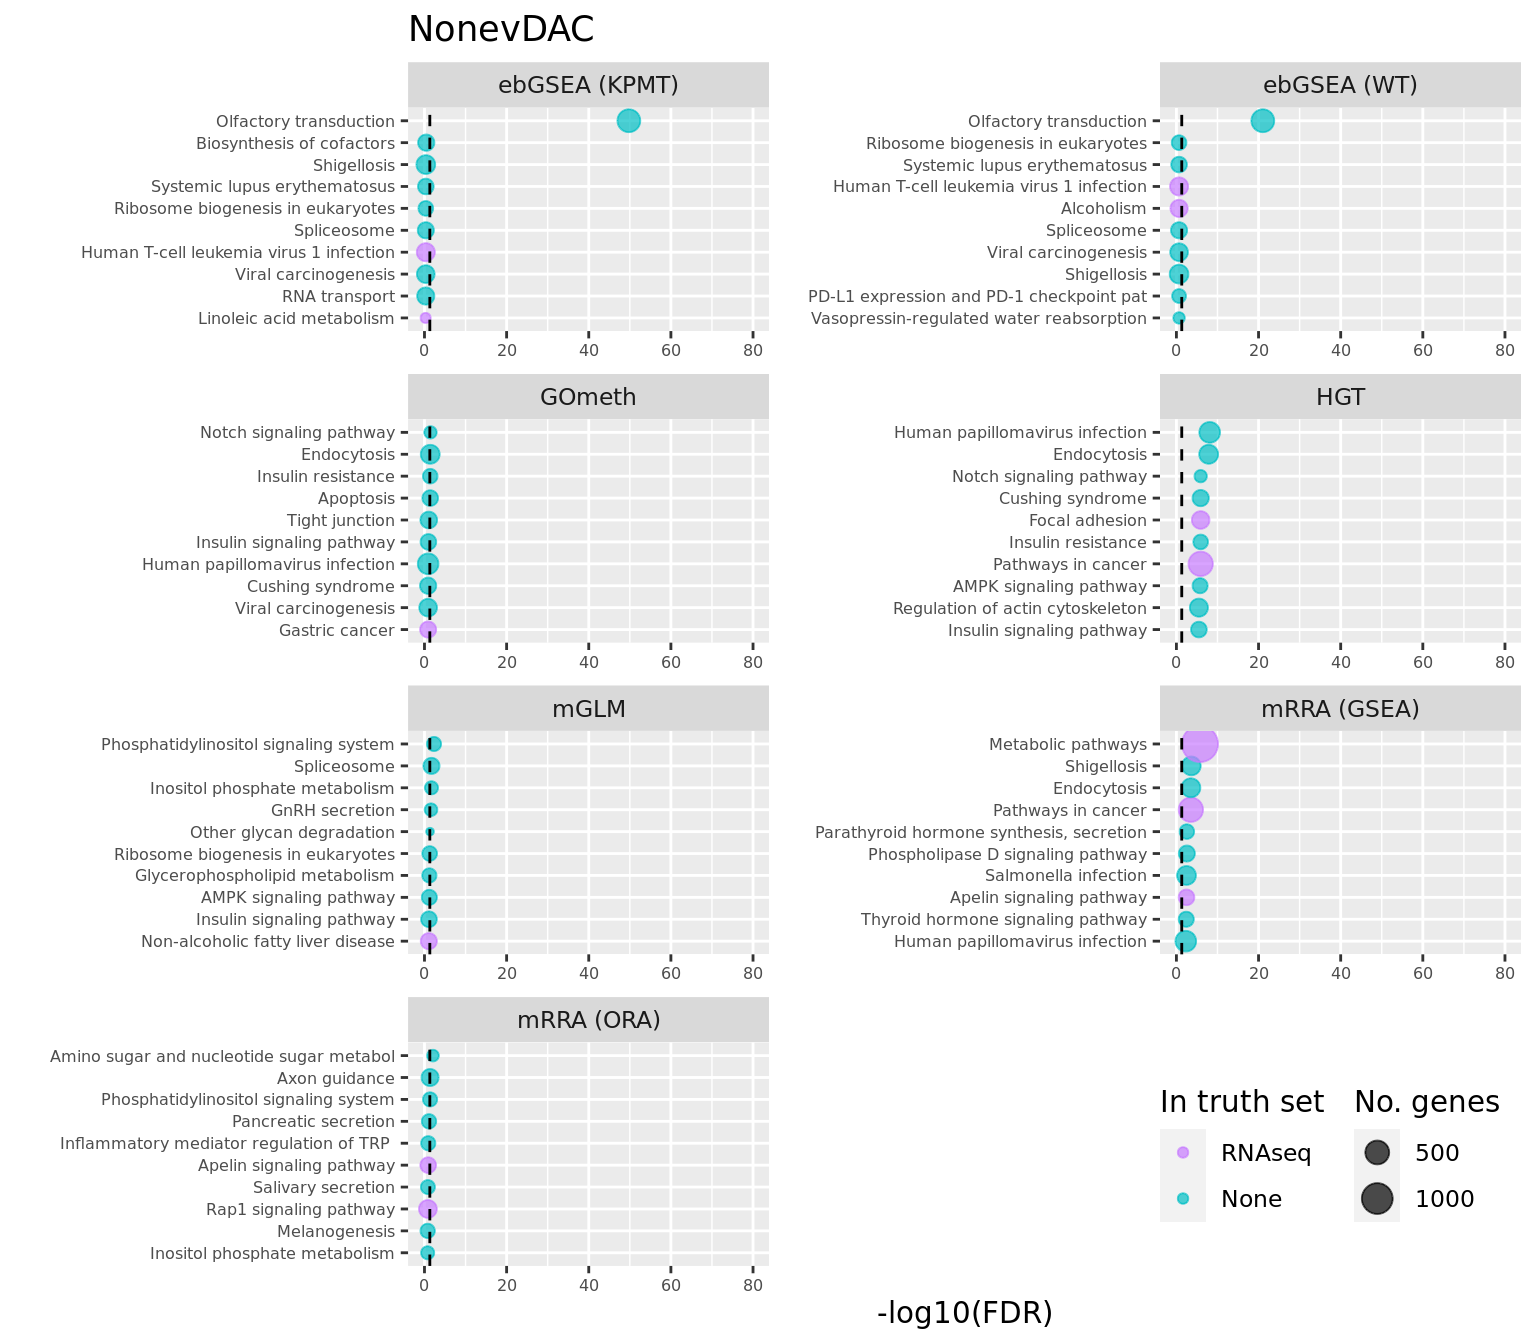 NonevDAC
ebGSEA (KPMT)
Olfactory transduction
Biosynthesis of cofactors
Shigellosis
Systemic lupus erythematosus
Ribosome biogenesis in eukaryotes
Spliceosome
Human T-cell leukemia virus 1 infection
Viral carcinogenesis
RNA transport
Linoleic acid metabolism
0 20 40 60 80
ebGSEA (WT)
Olfactory transduction
Ribosome biogenesis in eukaryotes
Systemic lupus erythematosus
Human T-cell leukemia virus 1 infection
Alcoholism
Spliceosome
Viral carcinogenesis
Shigellosis
PD-L1 expression and PD-1 checkpoint pat
Vasopressin-regulated water reabsorption
0 20 40 60 80
GOmeth
Notch signaling pathway
Endocytosis
Insulin resistance
Apoptosis
Tight junction
Insulin signaling pathway
Human papillomavirus infection
Cushing syndrome
Viral carcinogenesis
Gastric cancer
0 20 40 60 80
HGT
Human papillomavirus infection
Endocytosis
Notch signaling pathway
Cushing syndrome
Focal adhesion
Insulin resistance
Pathways in cancer
AMPK signaling pathway
Regulation of actin cytoskeleton
Insulin signaling pathway
0 20 40 60 80
mGLM
Phosphatidylinositol signaling system
Spliceosome
Inositol phosphate metabolism
GnRH secretion
Other glycan degradation
Ribosome biogenesis in eukaryotes
Glycerophospholipid metabolism
AMPK signaling pathway
Insulin signaling pathway
Non-alcoholic fatty liver disease
0 20 40 60 80
mRRA (GSEA)
Metabolic pathways
Shigellosis
Endocytosis
Pathways in cancer
Parathyroid hormone synthesis, secretion
Phospholipase D signaling pathway
Salmonella infection
Apelin signaling pathway
Thyroid hormone signaling pathway
Human papillomavirus infection
0 20 40 60 80
mRRA (ORA)
Amino sugar and nucleotide sugar metabol
Axon guidance
Phosphatidylinositol signaling system
Pancreatic secretion
Inflammatory mediator regulation of TRP
Apelin signaling pathway
Salivary secretion
Rap1 signaling pathway
Melanogenesis
Inositol phosphate metabolism
0 20 40 60 80
In truth set
RNAseq
None
No. genes
500
1000
-log10(FDR)